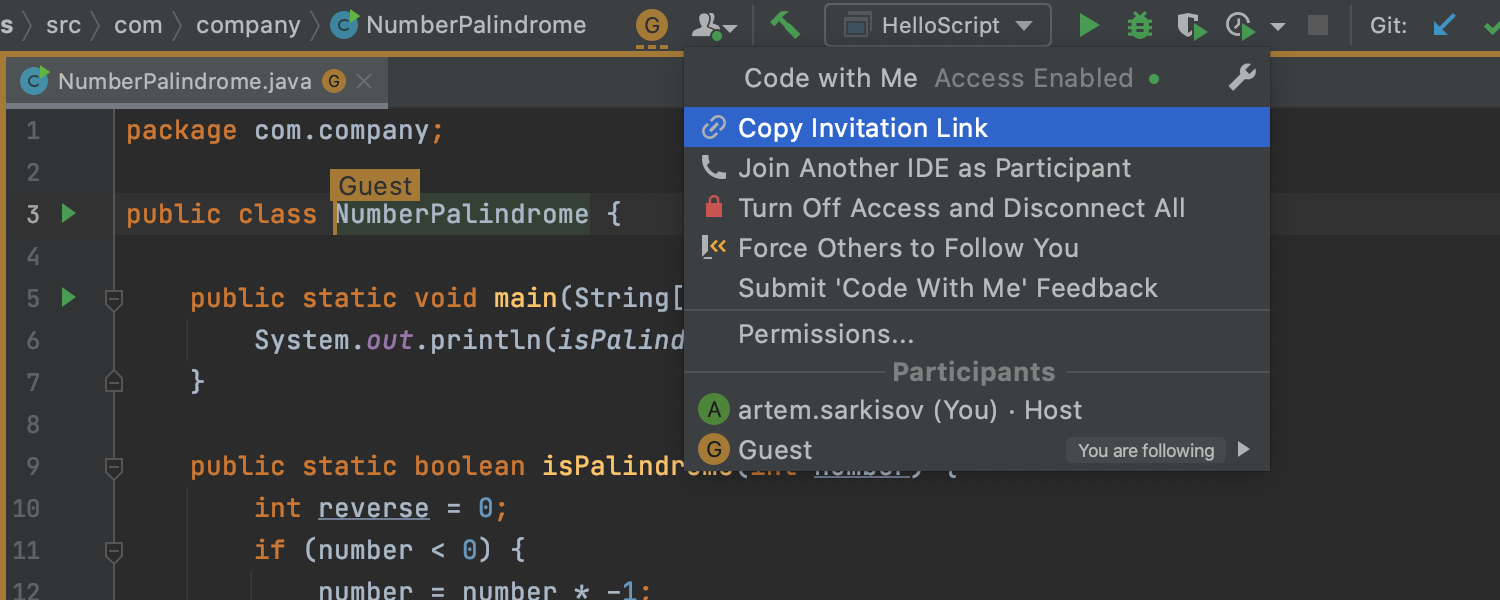 s src com company C NumberPalindrome G HelloScript Git:
C NumberPalindrome.java G
Code with Me Access Enabled
Copy Invitation Link
Join Another IDE as Participant
Turn Off Access and Disconnect All
Force Others to Follow You
Submit 'Code With Me' Feedback
Permissions...
Participants
A artem.sarkisov (You) · Host
G Guest You are following
1 package com.company;
2
Guest
3 public class NumberPalindrome {
4
5 public static void main(String[
6 System.out.println(isPalind
7 }
8
9 public static boolean isPalindrome(int number) {
10 int reverse = 0;
11 if (number < 0) {
12 number = number * -1;